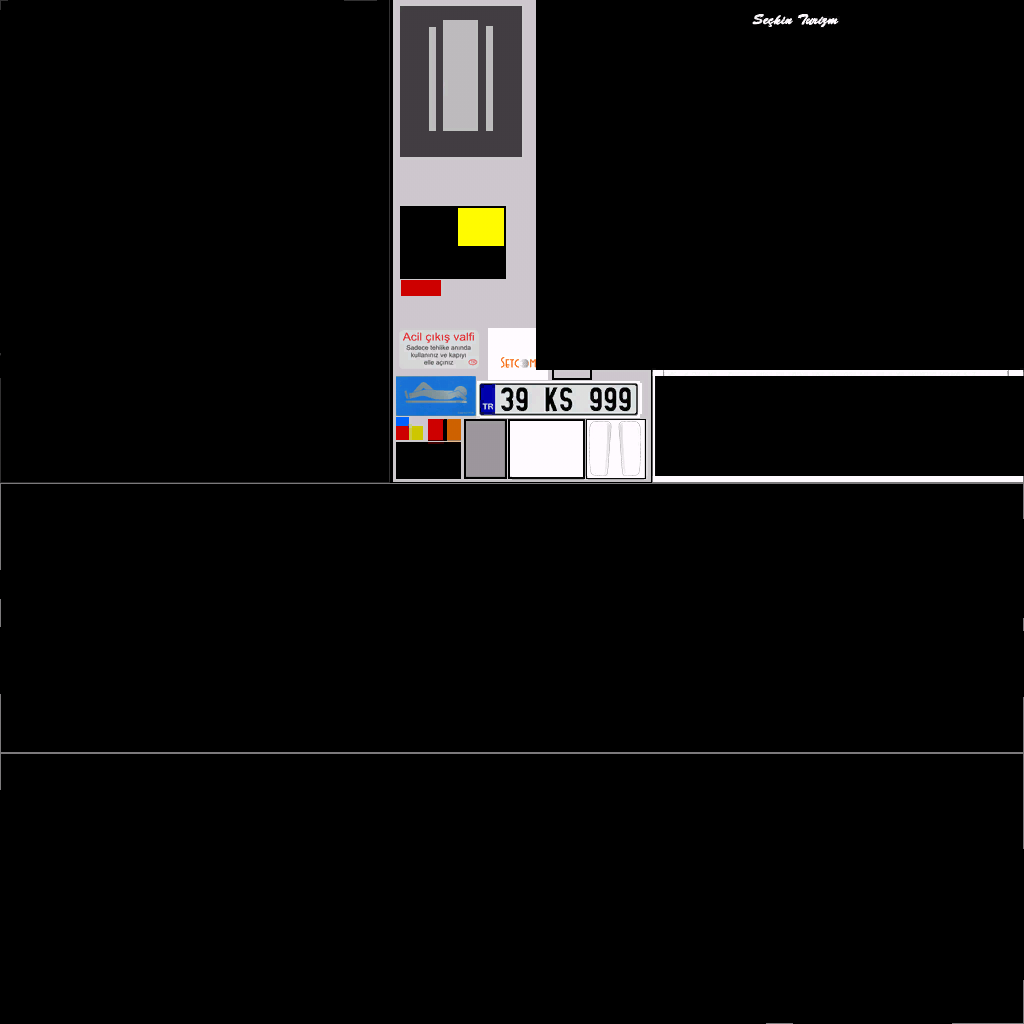 Seçkin Turizm
Acil çıkış valfi
Sadece tehlike anında
kullanınız ve kapıyı
elle açınız
SETCOM
TR 39 KS 999